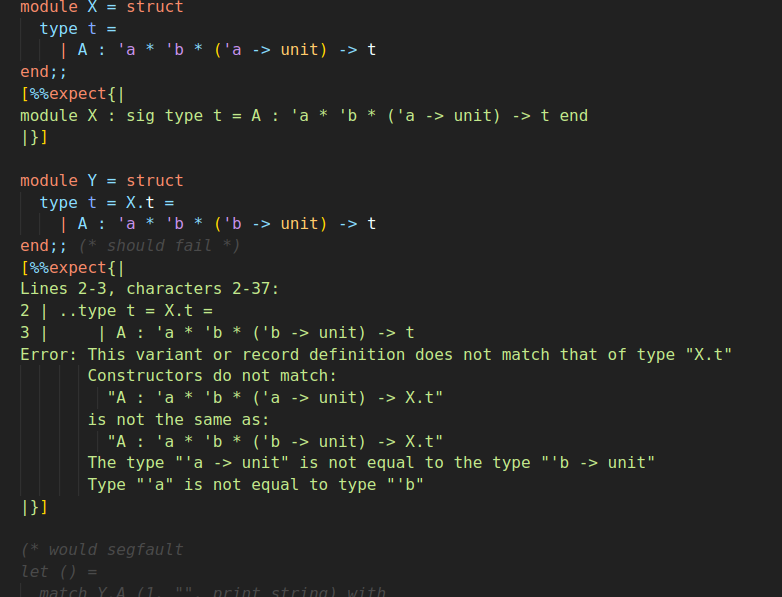 module X = struct
  type t =
    | A : 'a * 'b * ('a -> unit) -> t
end;;
[%%expect{|
module X : sig type t = A : 'a * 'b * ('a -> unit) -> t end
|}]

module Y = struct
  type t = X.t =
    | A : 'a * 'b * ('b -> unit) -> t
end;; (* should fail *)
[%%expect{|
Lines 2-3, characters 2-37:
2 | ..type t = X.t =
3 |     | A : 'a * 'b * ('b -> unit) -> t
Error: This variant or record definition does not match that of type "X.t"
       Constructors do not match:
         "A : 'a * 'b * ('a -> unit) -> X.t"
       is not the same as:
         "A : 'a * 'b * ('b -> unit) -> X.t"
       The type "'a -> unit" is not equal to the type "'b -> unit"
       Type "'a" is not equal to type "'b"
|}]

(* would segfault
let () =
  match Y.A (1, "", print_string) with